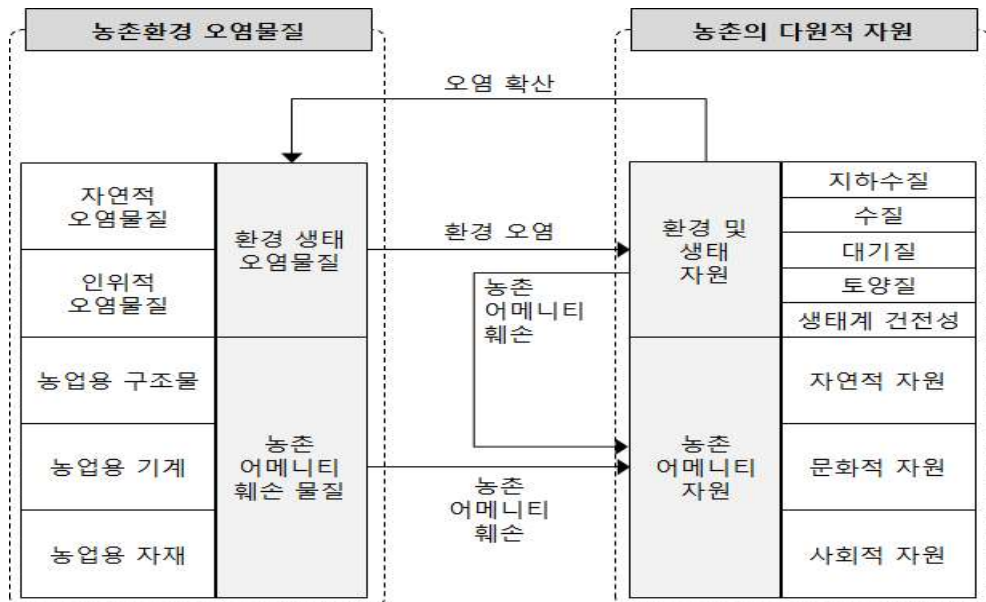 농촌환경 오염물질
농촌의 다원적 자원
오염 확산
자연적
오염물질
인위적
오염물질
환경 생태
오염물질
농업용 구조물
농업용 기계
농업용 자재
농촌
어메니티
훼손 물질
환경 오염
농촌
어메니티
훼손
농촌
어메니티
훼손
환경 및
생태
자원
지하수질
수질
대기질
토양질
생태계 건전성
농촌
어메니티
자원
자연적 자원
문화적 자원
사회적 자원